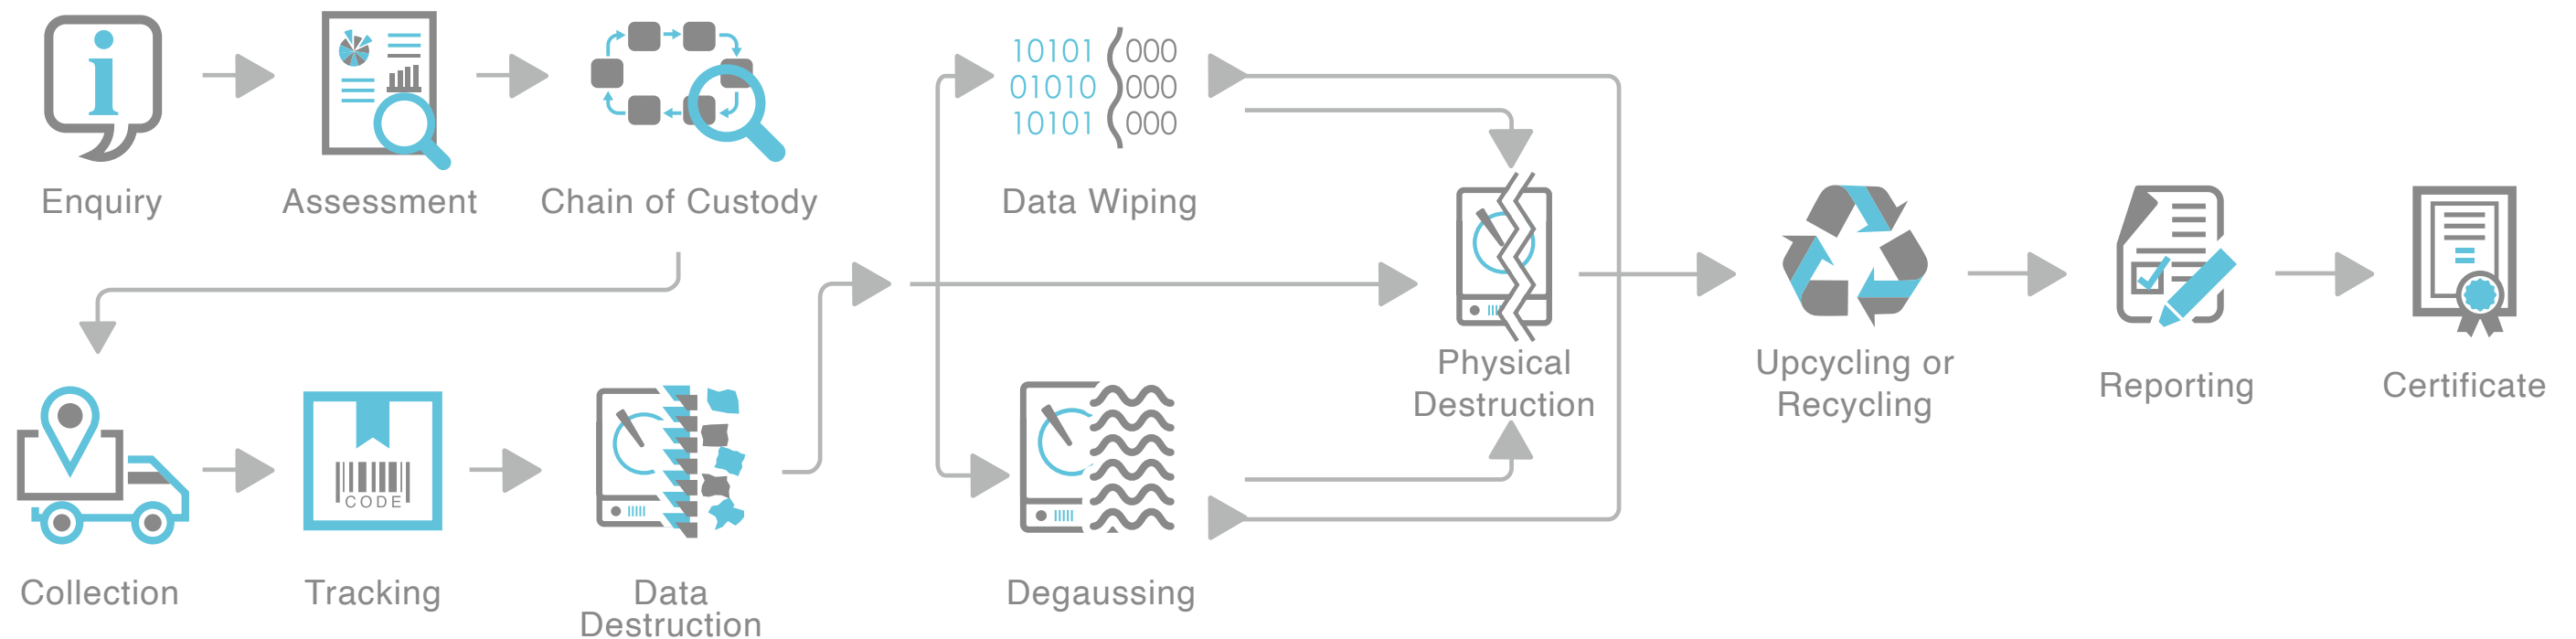 10101 000
01010 000
10101 000
Enquiry
Assessment
Chain of Custody
Data Wiping
Physical
Destruction
Upcycling or
Recycling
Reporting
Certificate
CODE
Collection
Tracking
Data
Destruction
Degaussing